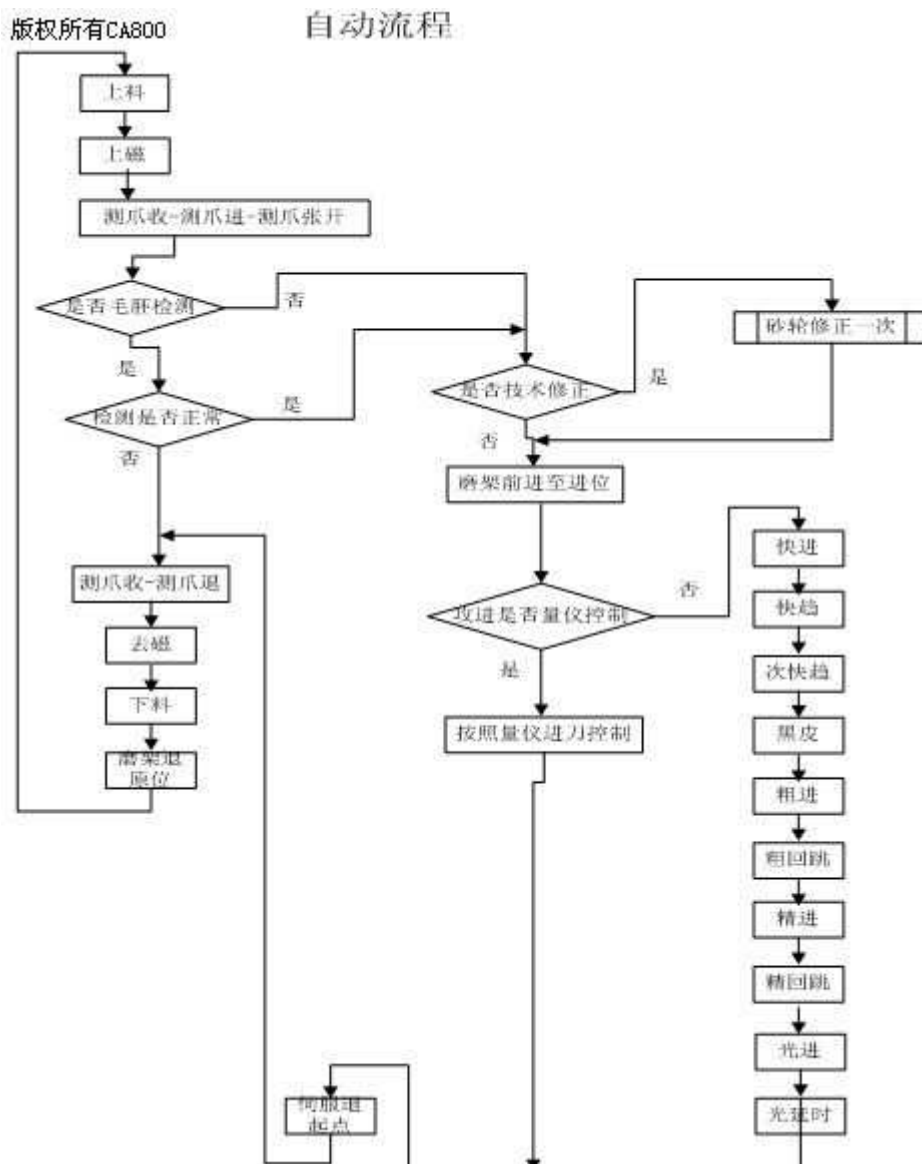 版权所有CA800
自动流程
上料
上磁
测爪收-测爪进-测爪张开
是否毛胚检测
否
是
检测是否正常
是
否
是否技术修正
是
砂轮修正一次
否
磨架前进至进位
攻进是否量仪控制
否
是
按照量仪进刀控制
测爪收-测爪退
去磁
下料
磨架退
原位
快进
快趋
次快趋
黑皮
粗进
粗回跳
精进
精回跳
光进
光延时
伺服退
起点